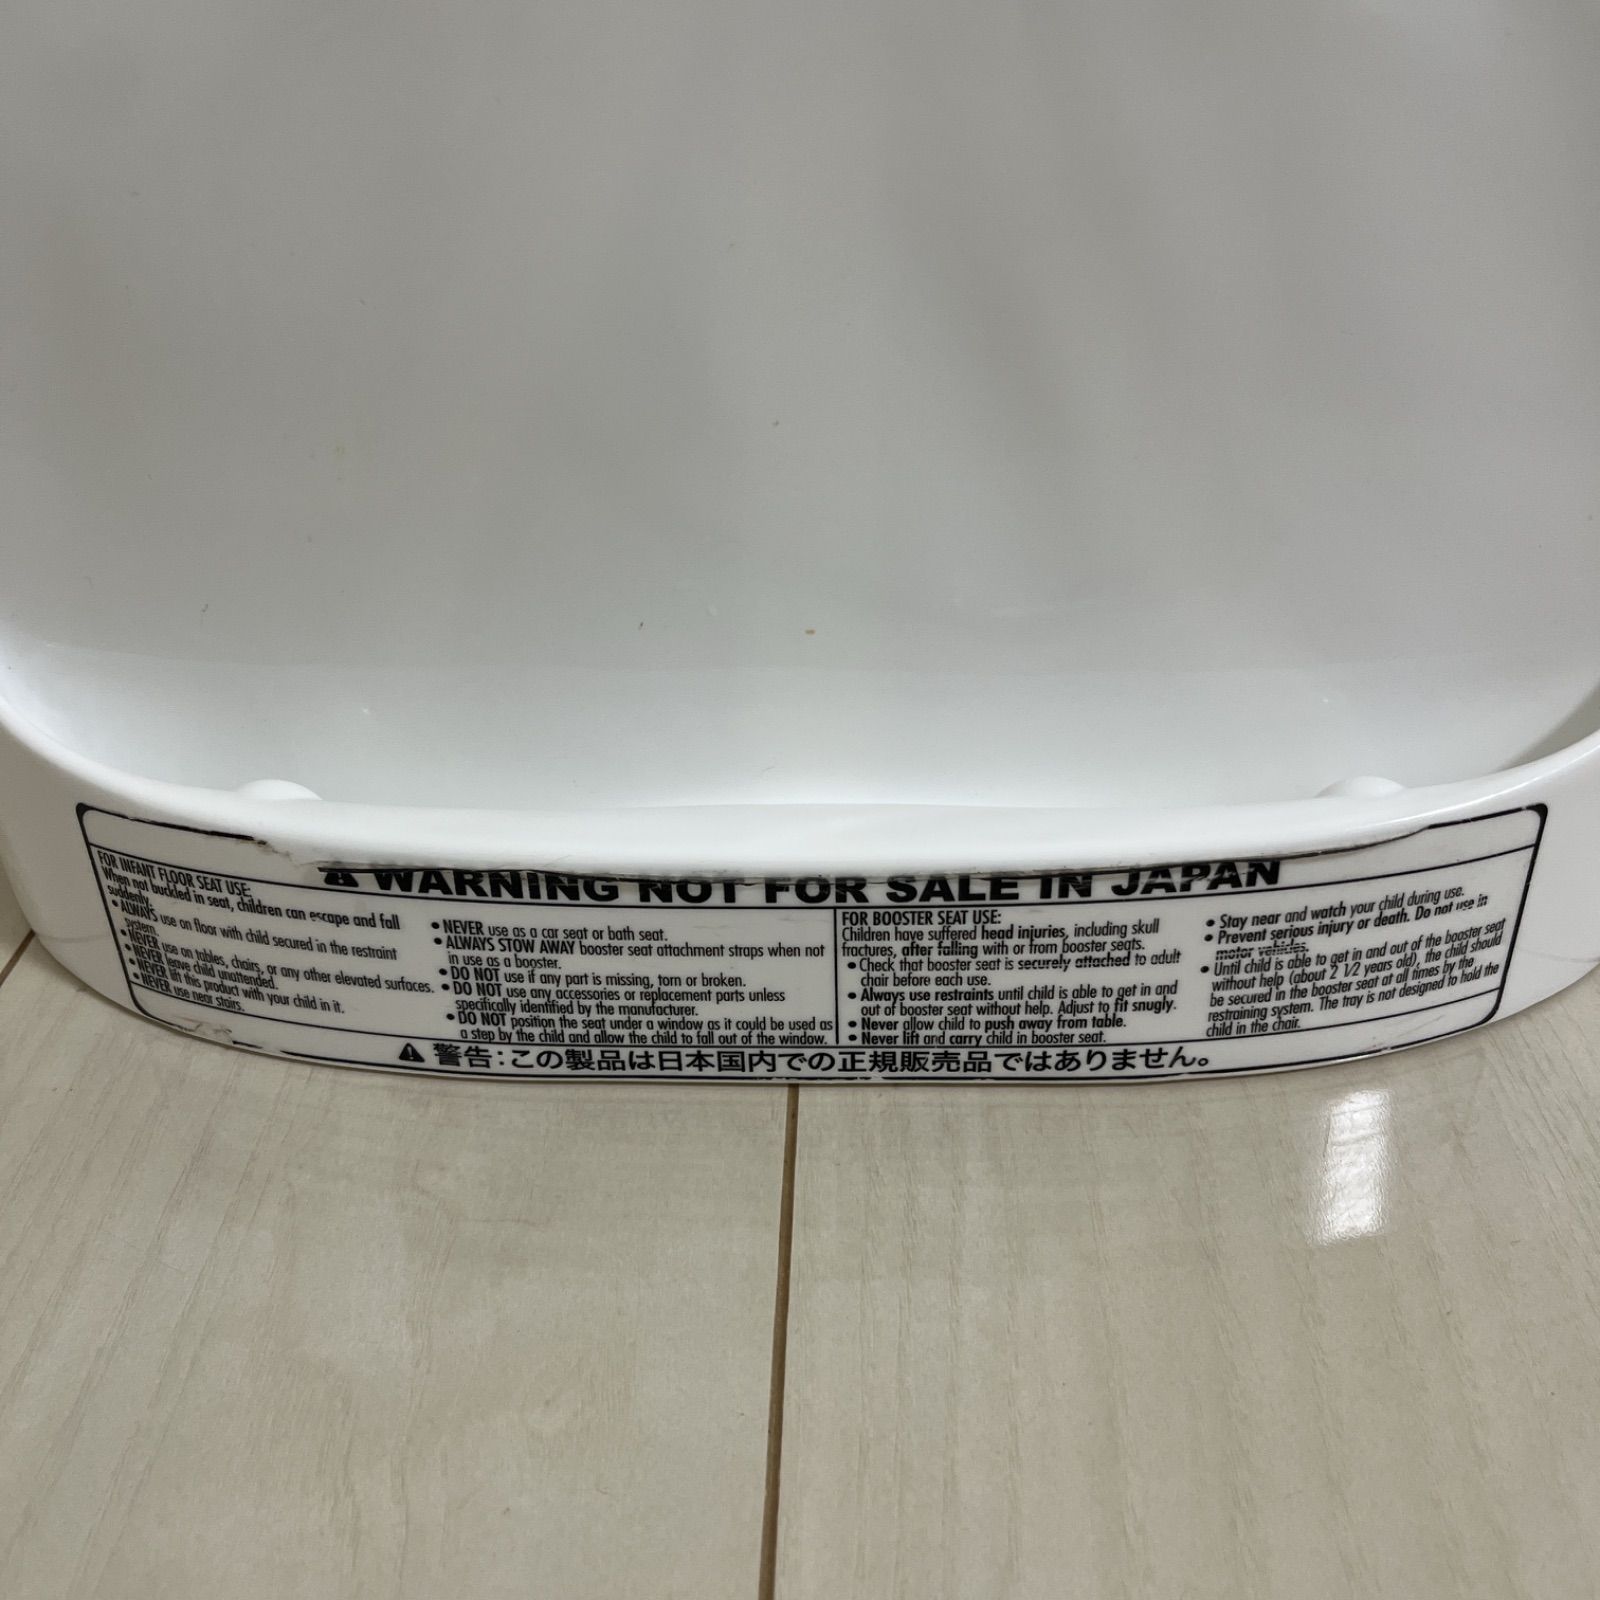 ⚠ WARNING NOT FOR SALE IN JAPAN
FOR INFANT FLOOR SEAT USE:
When not buckled in seat, children can escape and fall
suddenly.
• ALWAYS use on floor with child secured in the restraint
system.
• NEVER use on tables, chairs, or any other elevated surfaces.
• NEVER leave child unattended.
• NEVER lift this product with your child in it.
• NEVER use near stairs.
• NEVER use as a car seat or bath seat.
• ALWAYS STOW AWAY booster seat attachment straps when not
in use as a booster.
• DO NOT use if any part is missing, torn or broken.
• DO NOT use any accessories or replacement parts unless
specifically identified by the manufacturer.
• DO NOT position the seat under a window as it could be used as
a step by the child and allow the child to fall out of the window.
FOR BOOSTER SEAT USE:
Children have suffered head injuries, including skull
fractures, after falling with or from booster seats.
• Check that booster seat is securely attached to adult
chair before each use.
• Always use restraints until child is able to get in and
out of booster seat without help. Adjust to fit snugly.
• Never allow child to push away from table.
• Never lift and carry child in booster seat.
• Stay near and watch your child during use.
• Prevent serious injury or death. Do not use in
motor vehicles.
• Until child is able to get in and out of the booster seat
without help (about 2 1/2 years old), the child should
be secured in the booster seat at all times by the
restraining system. The tray is not designed to hold the
child in the chair.
⚠ 警告:この製品は日本国内での正規販売品ではありません。